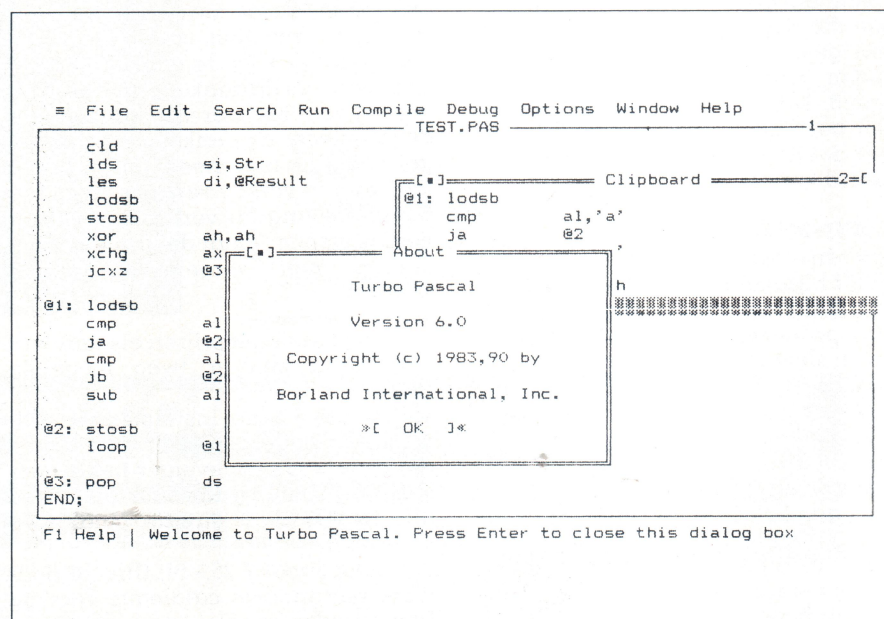 ≡ File Edit Search Run Compile Debug Options Window Help
TEST.PAS 1
cld
lds si,Str
les di,@Result
lodsb
stosb
xor ah,ah
xchg ax
jcxz @3
@1: lodsb
cmp al
ja @2
cmp al
jb @2
sub al
@2: stosb
loop @1
@3: pop ds
END;
[■] Clipboard 2=[
@1: lodsb
cmp al,'a'
ja @2
'
h
[■] About
Turbo Pascal
Version 6.0
Copyright (c) 1983,90 by
Borland International, Inc.
»[ OK ]«
F1 Help | Welcome to Turbo Pascal. Press Enter to close this dialog box